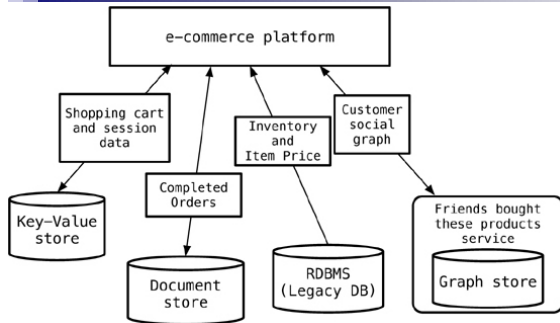 e-commerce platform
Shopping cart
and session
data
Inventory
and
Item Price
Customer
social
graph
Completed
Orders
Key-Value
store
Document
store
RDBMS
(Legacy DB)
Friends bought
these products
service
Graph store